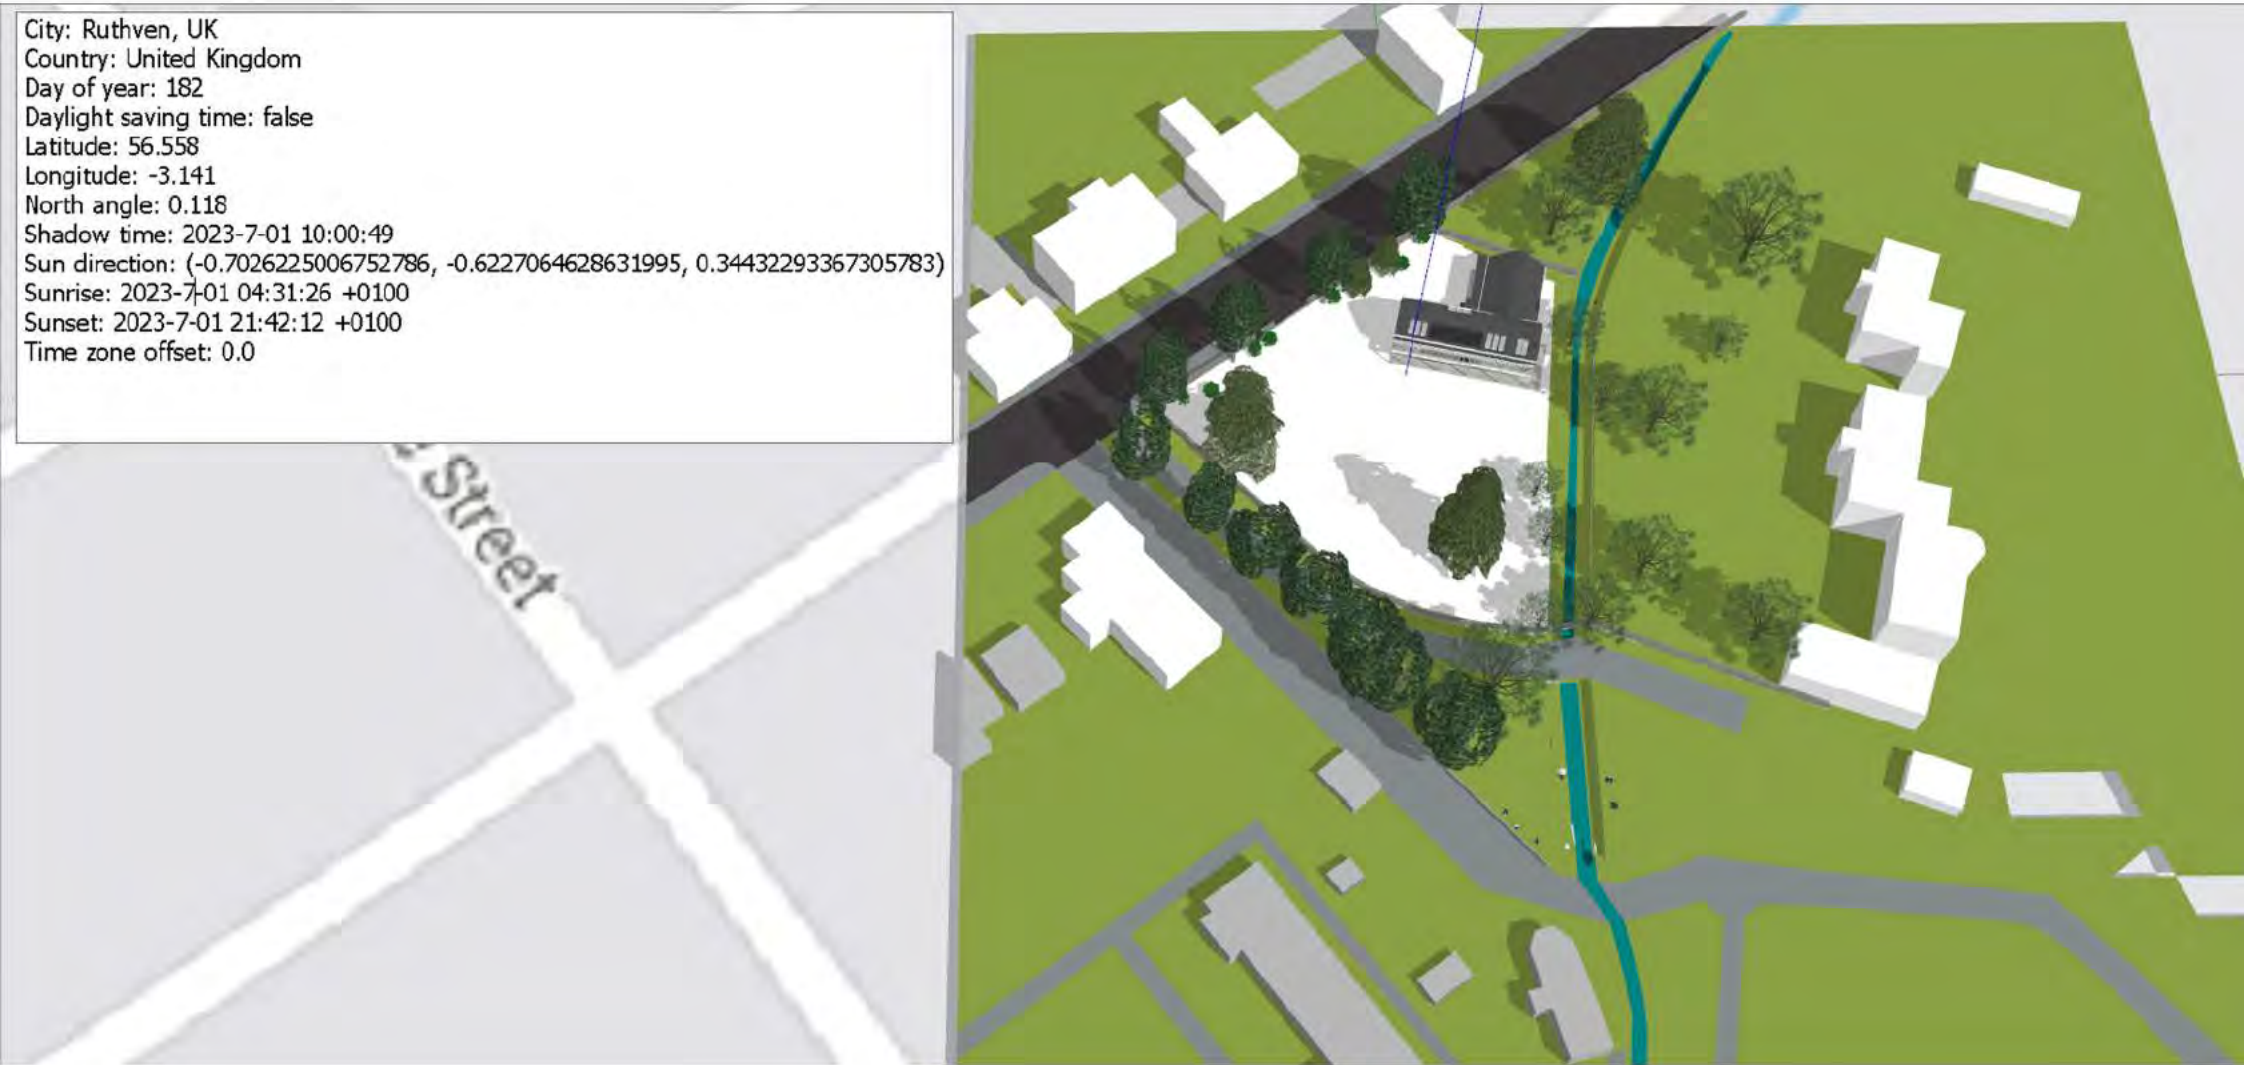 City: Ruthven, UK
Country: United Kingdom
Day of year: 182
Daylight saving time: false
Latitude: 56.558
Longitude: -3.141
North angle: 0.118
Shadow time: 2023-7-01 10:00:49
Sun direction: (-0.7026225006752786, -0.6227064628631995, 0.344322933367305783)
Sunrise: 2023-7-01 04:31:26 +0100
Sunset: 2023-7-01 21:42:12 +0100
Time zone offset: 0.0
Street